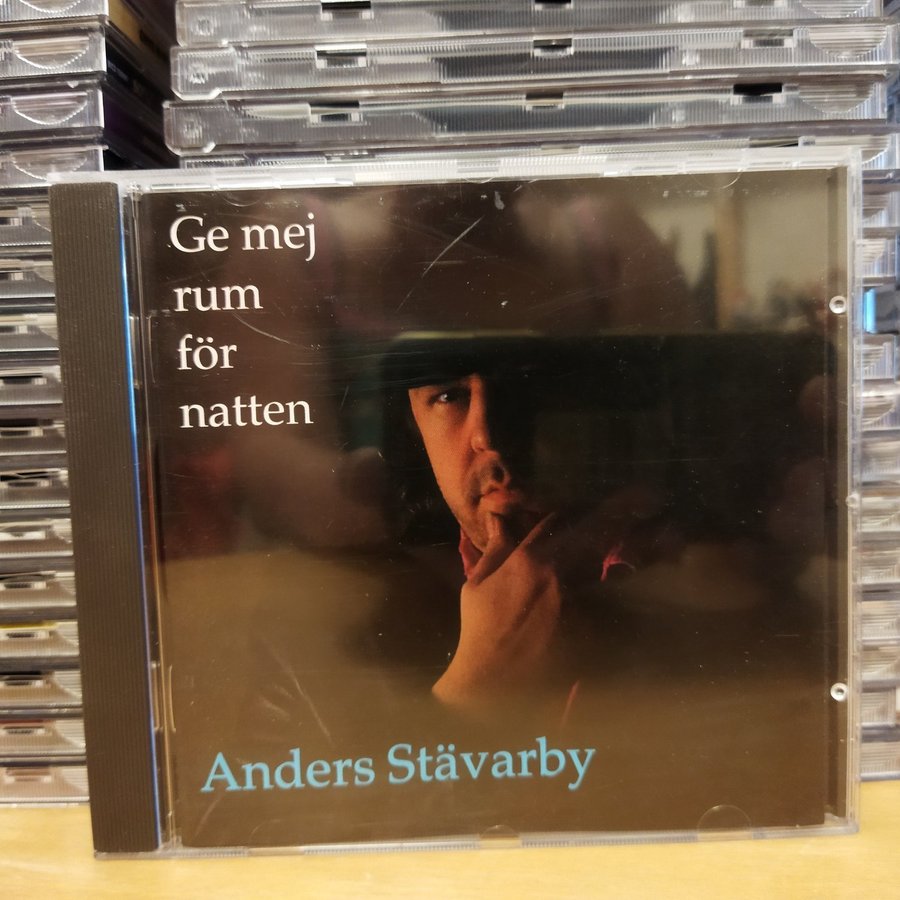 Ge mej
rum
för
natten
Anders Stävarby